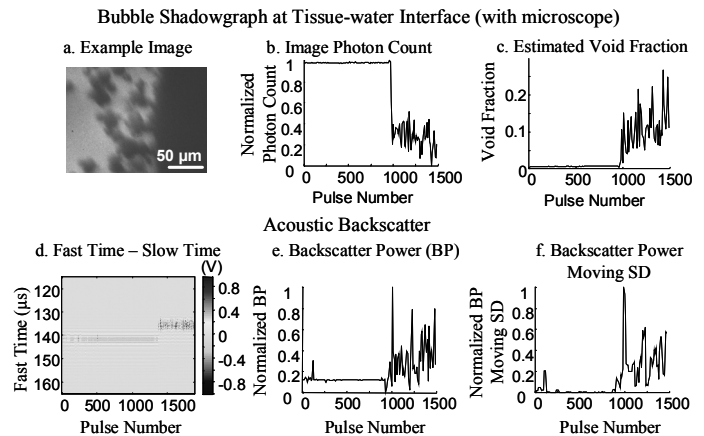 Bubble Shadowgraph at Tissue-water Interface (with microscope)
a. Example Image
50 µm
b. Image Photon Count
Normalized
Photon Count
1
0.8
0.6
0.4
0.2
0
0 500 1000 1500
Pulse Number
c. Estimated Void Fraction
Void Fraction
0.2
0.1
0
0 500 1000 1500
Pulse Number
Acoustic Backscatter
d. Fast Time – Slow Time
(V)
Fast Time (µs)
120
130
140
150
160
0 500 1000 1500
Pulse Number
0.8
0.4
0
-0.4
-0.8
e. Backscatter Power (BP)
Normalized BP
1
0.8
0.6
0.4
0.2
0
0 500 1000 1500
Pulse Number
f. Backscatter Power
Moving SD
Normalized BP
Moving SD
1
0.8
0.6
0.4
0.2
0
0 500 1000 1500
Pulse Number